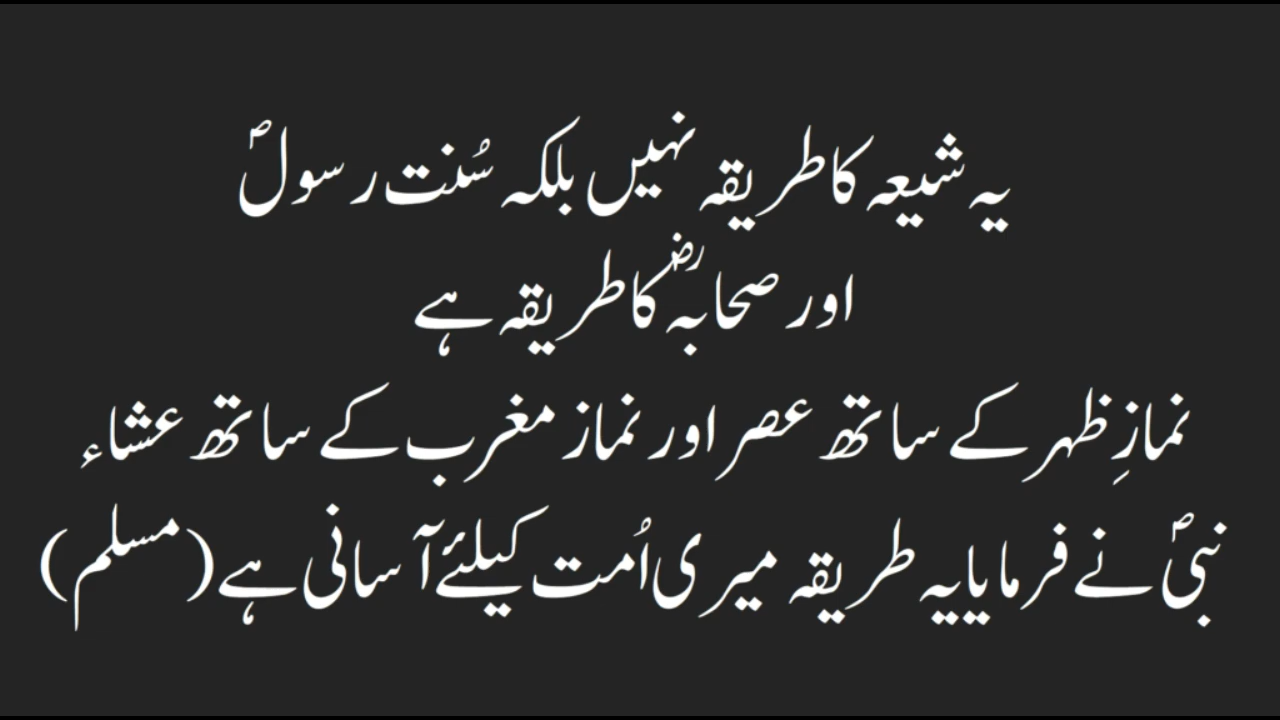 یہ شیعہ کا طریقہ نہیں بلکہ سُنت رسولؐ
اور صحابہؓ کا طریقہ ہے
نمازِ ظہر کے ساتھ عصر اور نماز مغرب کے ساتھ عشاء
نبیؐ نے فرمایا یہ طریقہ میری اُمت کیلئے آسانی ہے (مسلم)